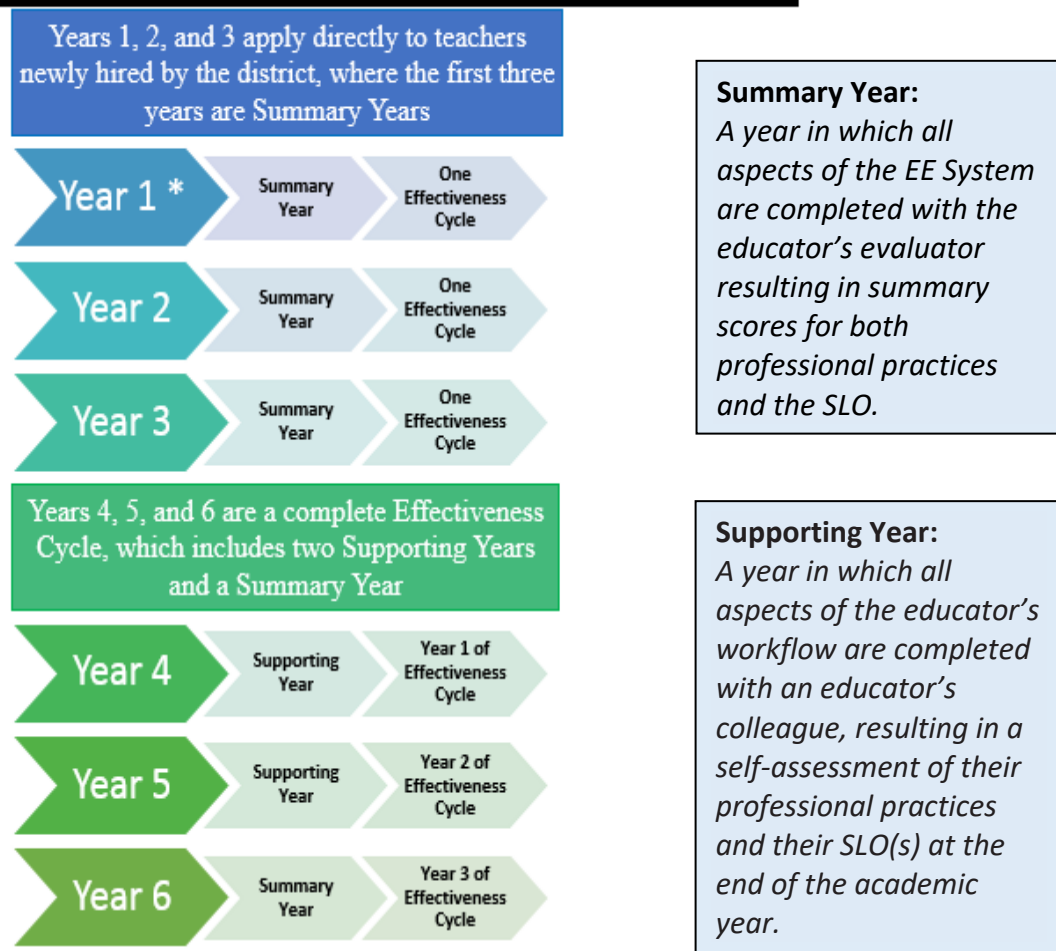 Years 1, 2, and 3 apply directly to teachers
newly hired by the district, where the first three
years are Summary Years
Year 1 *
Summary
Year
One
Effectiveness
Cycle
Year 2
Summary
Year
One
Effectiveness
Cycle
Year 3
Summary
Year
One
Effectiveness
Cycle
Years 4, 5, and 6 are a complete Effectiveness
Cycle, which includes two Supporting Years
and a Summary Year
Year 4
Supporting
Year
Year 1 of
Effectiveness
Cycle
Year 5
Supporting
Year
Year 2 of
Effectiveness
Cycle
Year 6
Summary
Year
Year 3 of
Effectiveness
Cycle
Summary Year:
A year in which all
aspects of the EE System
are completed with the
educator’s evaluator
resulting in summary
scores for both
professional practices
and the SLO.
Supporting Year:
A year in which all
aspects of the educator’s
workflow are completed
with an educator’s
colleague, resulting in a
self-assessment of their
professional practices
and their SLO(s) at the
end of the academic
year.